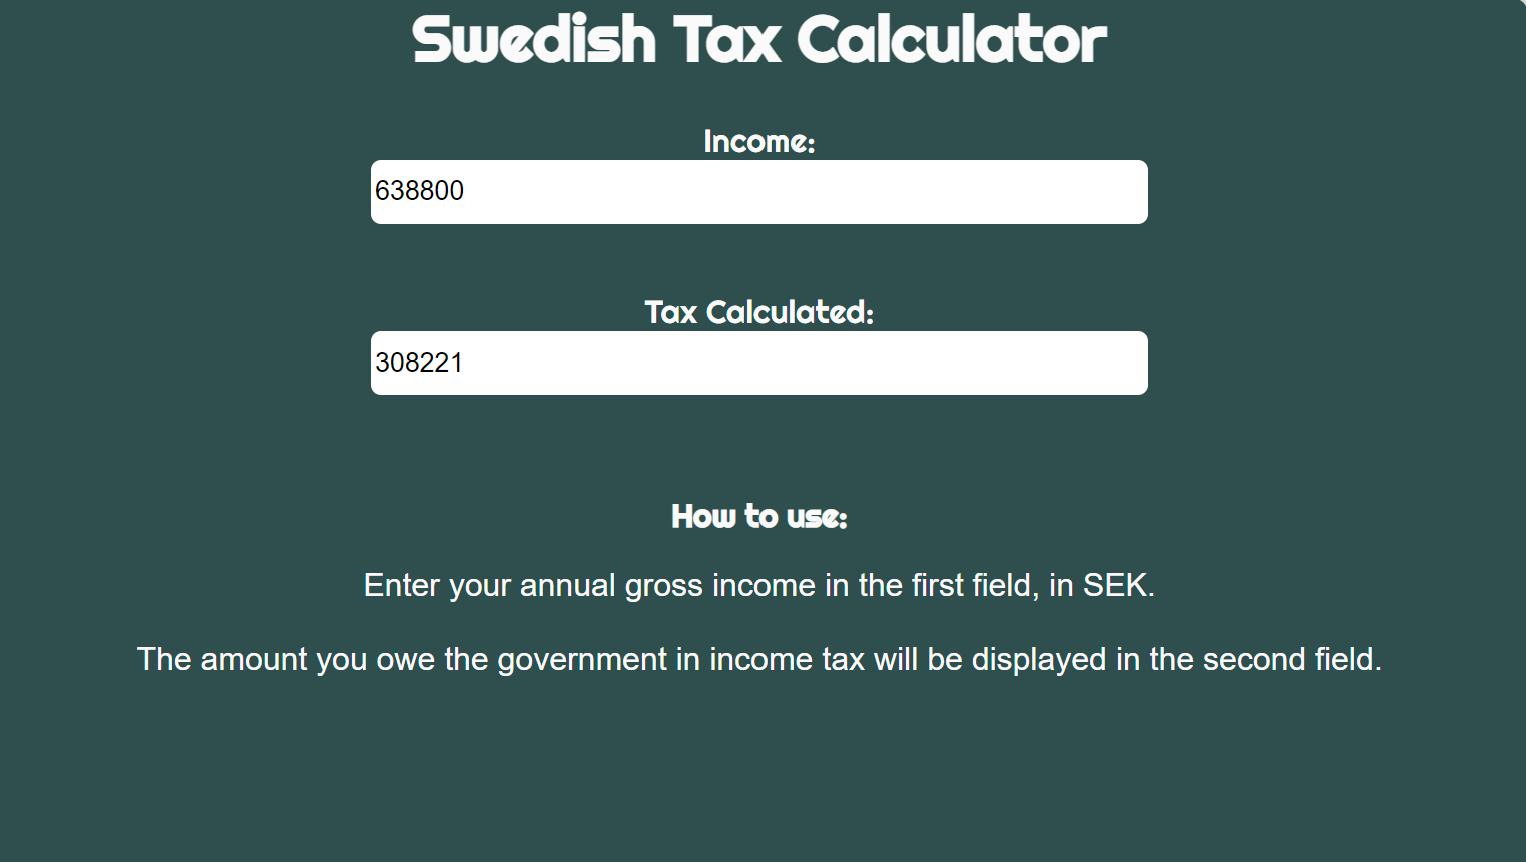 Swedish Tax Calculator
Income:
638800
Tax Calculated:
308221
How to use:
Enter your annual gross income in the first field, in SEK.
The amount you owe the government in income tax will be displayed in the second field.